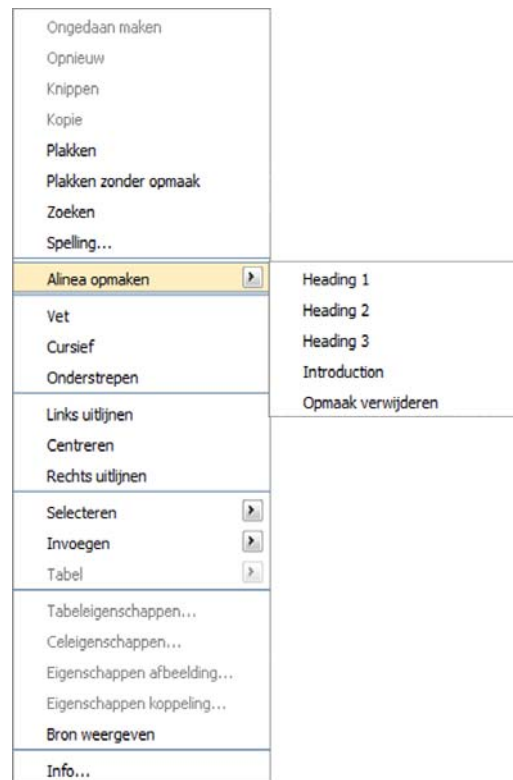 Ongedaan maken
Opnieuw
Knippen
Kopie
Plakken
Plakken zonder opmaak
Zoeken
Spelling...
Alinea opmaken
Heading 1
Heading 2
Heading 3
Introduction
Opmaak verwijderen
Vet
Cursief
Onderstrepen
Links uitlijnen
Centreren
Rechts uitlijnen
Selecteren
Invoegen
Tabel
Tabeleigenschappen...
Celeigenschappen...
Eigenschappen afbeelding...
Eigenschappen koppeling...
Bron weergeven
Info...